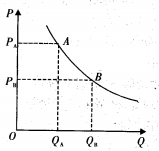 P
P_A A
P_B B
O Q_A Q_B Q